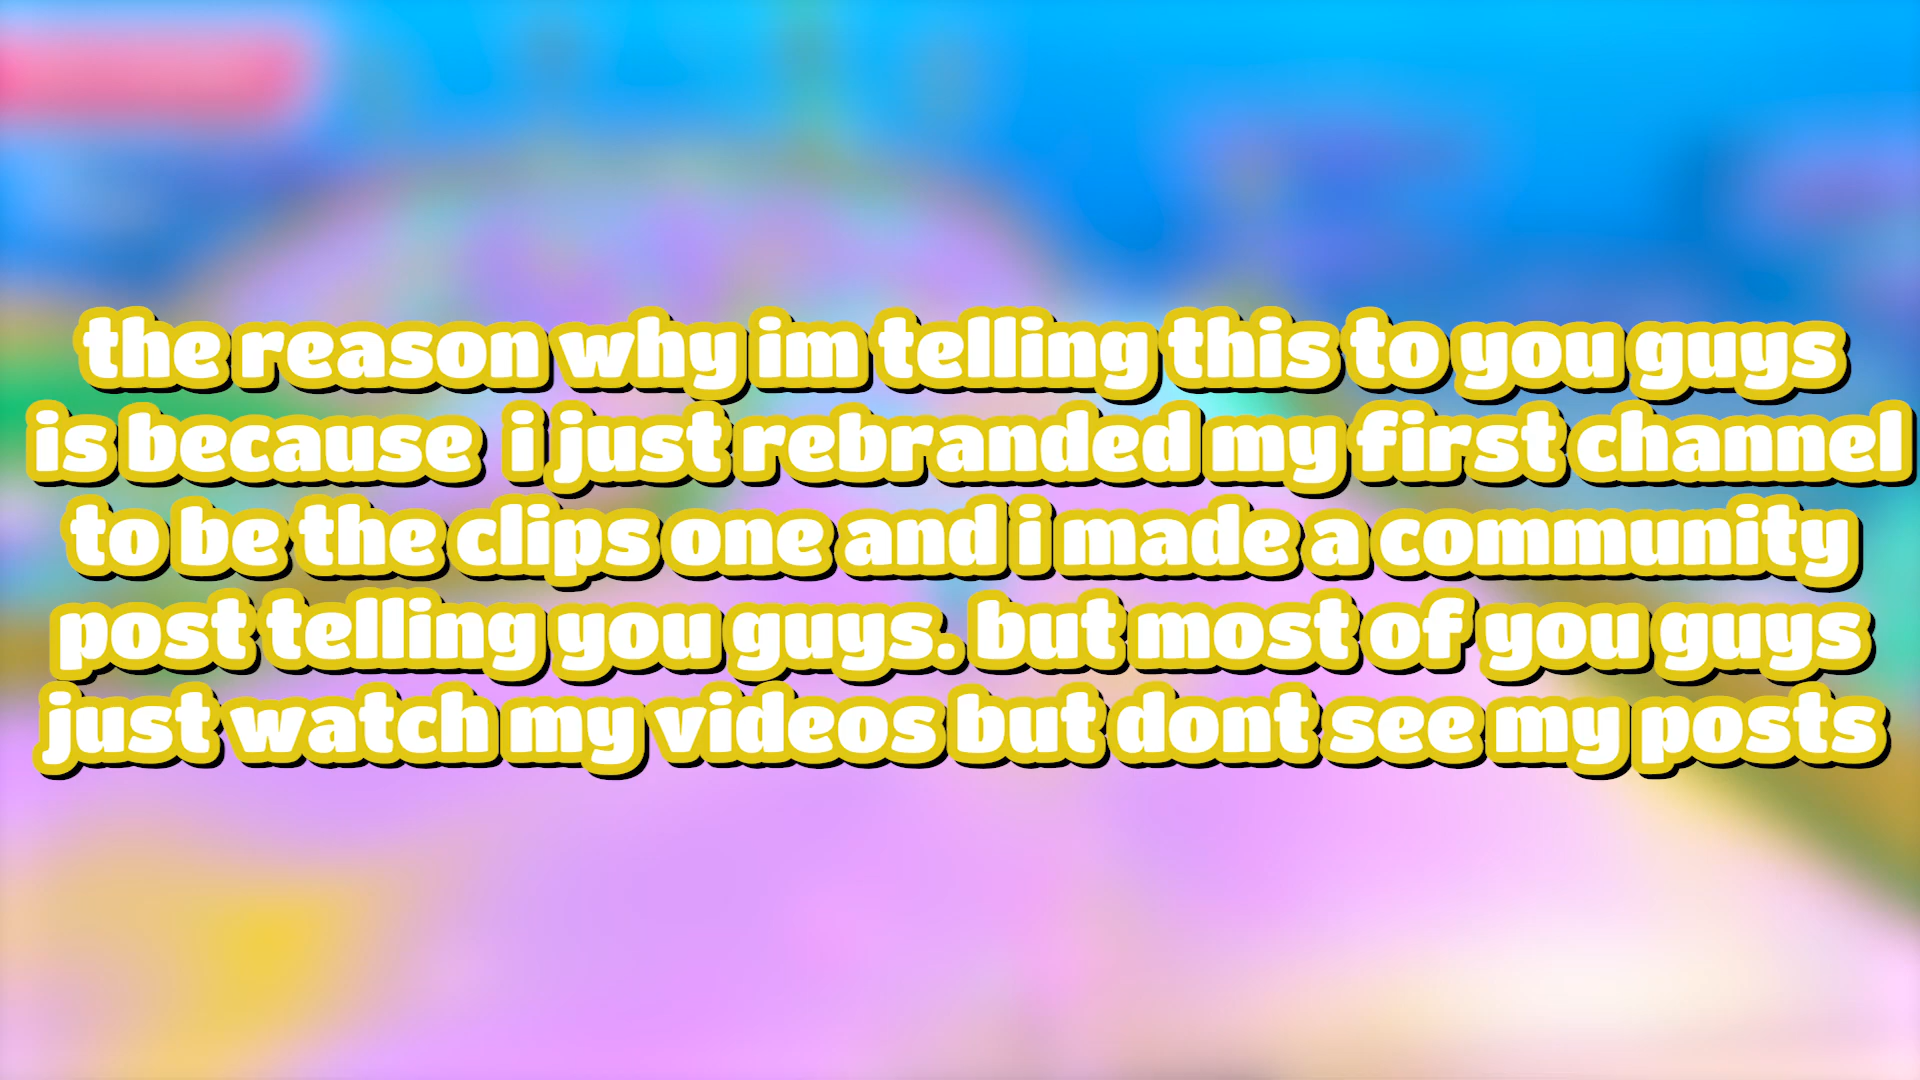 the reason why im telling this to you guys
is because i just rebranded my first channel
to be the clips one and i made a community
post telling you guys. but most of you guys
just watch my videos but dont see my posts